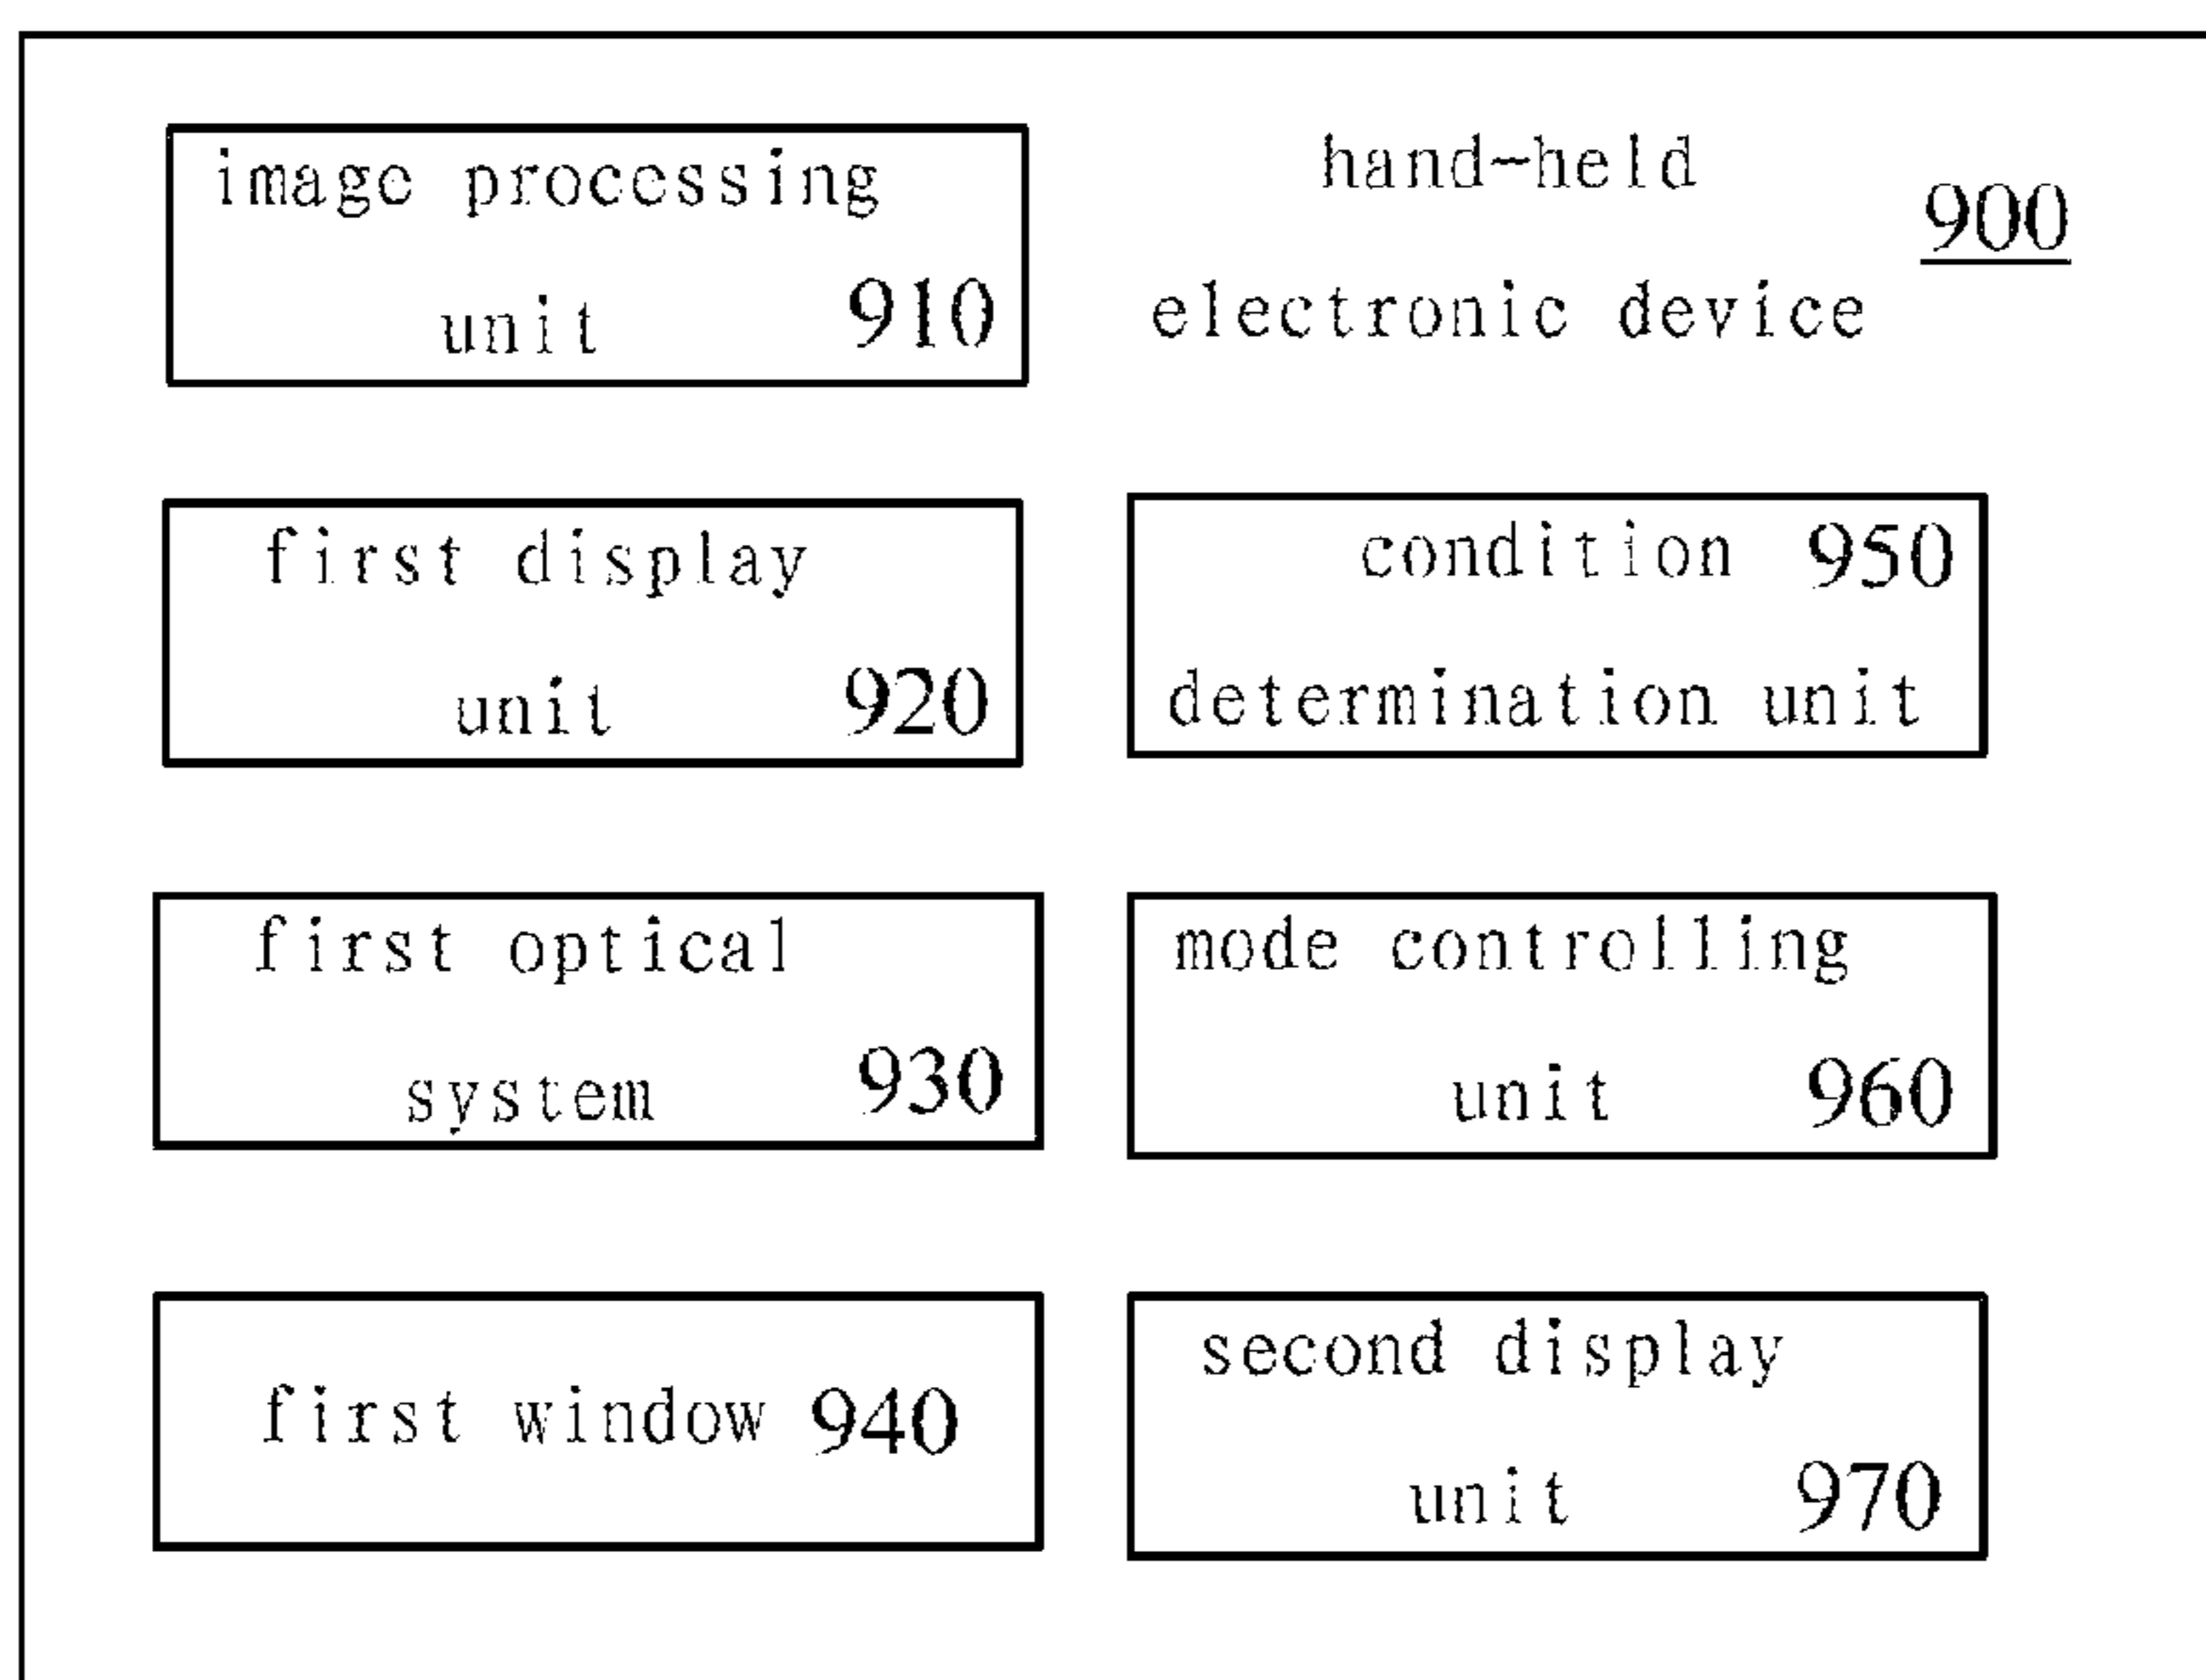 image processing
unit 910
hand-held
900
electronic device
first display
unit 920
condition 950
determination unit
first optical
system 930
mode controlling
unit 960
first window 940
second display
unit 970